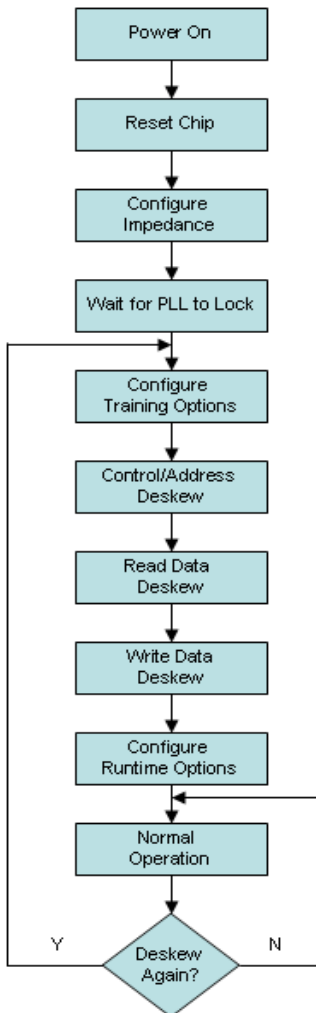 Power On
Reset Chip
Configure
Impedance
Wait for PLL to Lock
Configure
Training Options
Control/Address
Deskew
Read Data
Deskew
Write Data
Deskew
Configure
Runtime Options
Normal
Operation
Y
Deskew
Again?
N